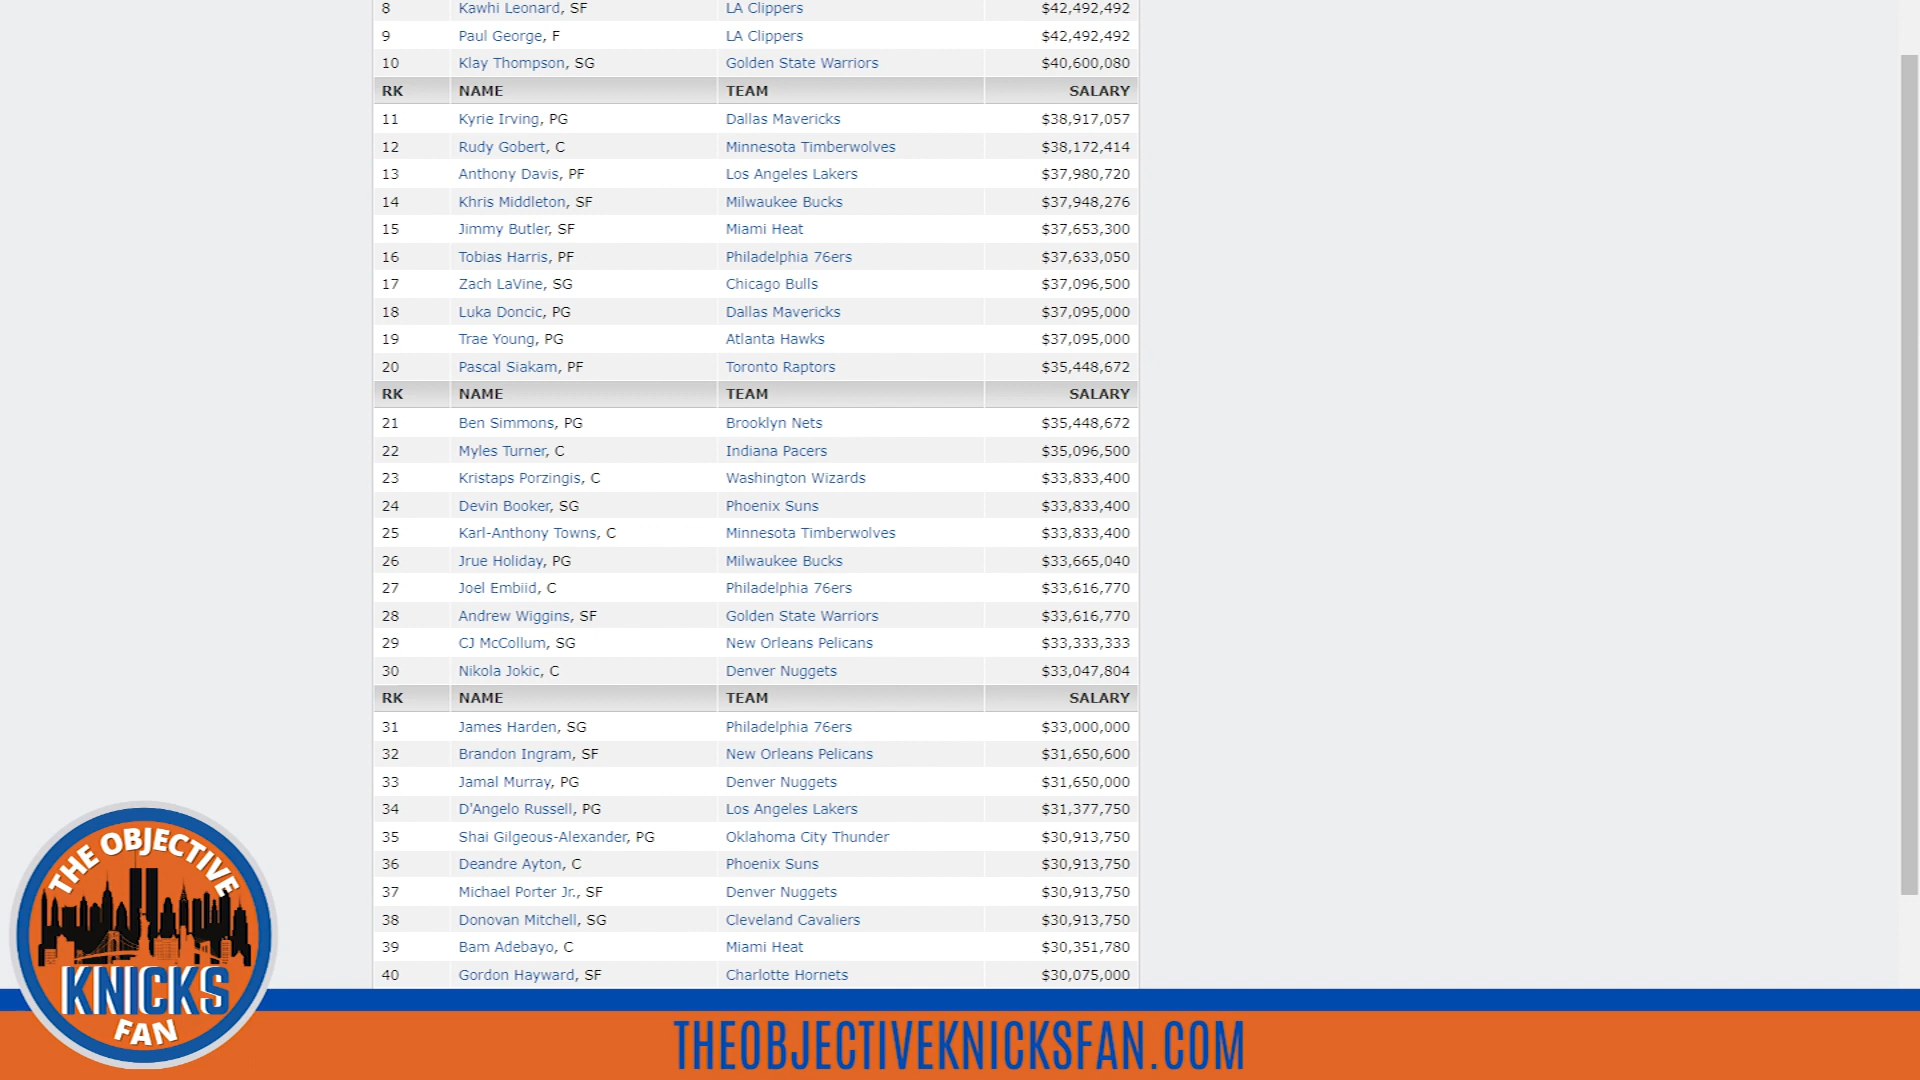 8 Kawhi Leonard, SF LA Clippers $42,492,492
9 Paul George, F LA Clippers $42,492,492
10 Klay Thompson, SG Golden State Warriors $40,600,080
RK NAME TEAM SALARY
11 Kyrie Irving, PG Dallas Mavericks $38,917,057
12 Rudy Gobert, C Minnesota Timberwolves $38,172,414
13 Anthony Davis, PF Los Angeles Lakers $37,980,720
14 Khris Middleton, SF Milwaukee Bucks $37,948,276
15 Jimmy Butler, SF Miami Heat $37,653,300
16 Tobias Harris, PF Philadelphia 76ers $37,633,050
17 Zach LaVine, SG Chicago Bulls $37,096,500
18 Luka Doncic, PG Dallas Mavericks $37,095,000
19 Trae Young, PG Atlanta Hawks $37,095,000
20 Pascal Siakam, PF Toronto Raptors $35,448,672
RK NAME TEAM SALARY
21 Ben Simmons, PG Brooklyn Nets $35,448,672
22 Myles Turner, C Indiana Pacers $35,096,500
23 Kristaps Porzingis, C Washington Wizards $33,833,400
24 Devin Booker, SG Phoenix Suns $33,833,400
25 Karl-Anthony Towns, C Minnesota Timberwolves $33,833,400
26 Jrue Holiday, PG Milwaukee Bucks $33,665,040
27 Joel Embiid, C Philadelphia 76ers $33,616,770
28 Andrew Wiggins, SF Golden State Warriors $33,616,770
29 CJ McCollum, SG New Orleans Pelicans $33,333,333
30 Nikola Jokic, C Denver Nuggets $33,047,804
RK NAME TEAM SALARY
31 James Harden, SG Philadelphia 76ers $33,000,000
32 Brandon Ingram, SF New Orleans Pelicans $31,650,600
33 Jamal Murray, PG Denver Nuggets $31,650,000
34 D'Angelo Russell, PG Los Angeles Lakers $31,377,750
35 Shai Gilgeous-Alexander, PG Oklahoma City Thunder $30,913,750
36 Deandre Ayton, C Phoenix Suns $30,913,750
37 Michael Porter Jr., SF Denver Nuggets $30,913,750
38 Donovan Mitchell, SG Cleveland Cavaliers $30,913,750
39 Bam Adebayo, C Miami Heat $30,351,780
40 Gordon Hayward, SF Charlotte Hornets $30,075,000
THE OBJECTIVE
KNICKS
FAN
THEOBJECTIVEKNICKSFAN.COM